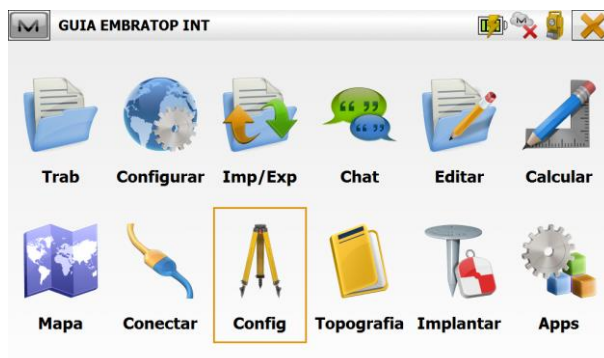 GUIA EMBRATOP INT
Trab Configurar Imp/Exp Chat Editar Calcular
Mapa Conectar Config Topografia Implantar Apps